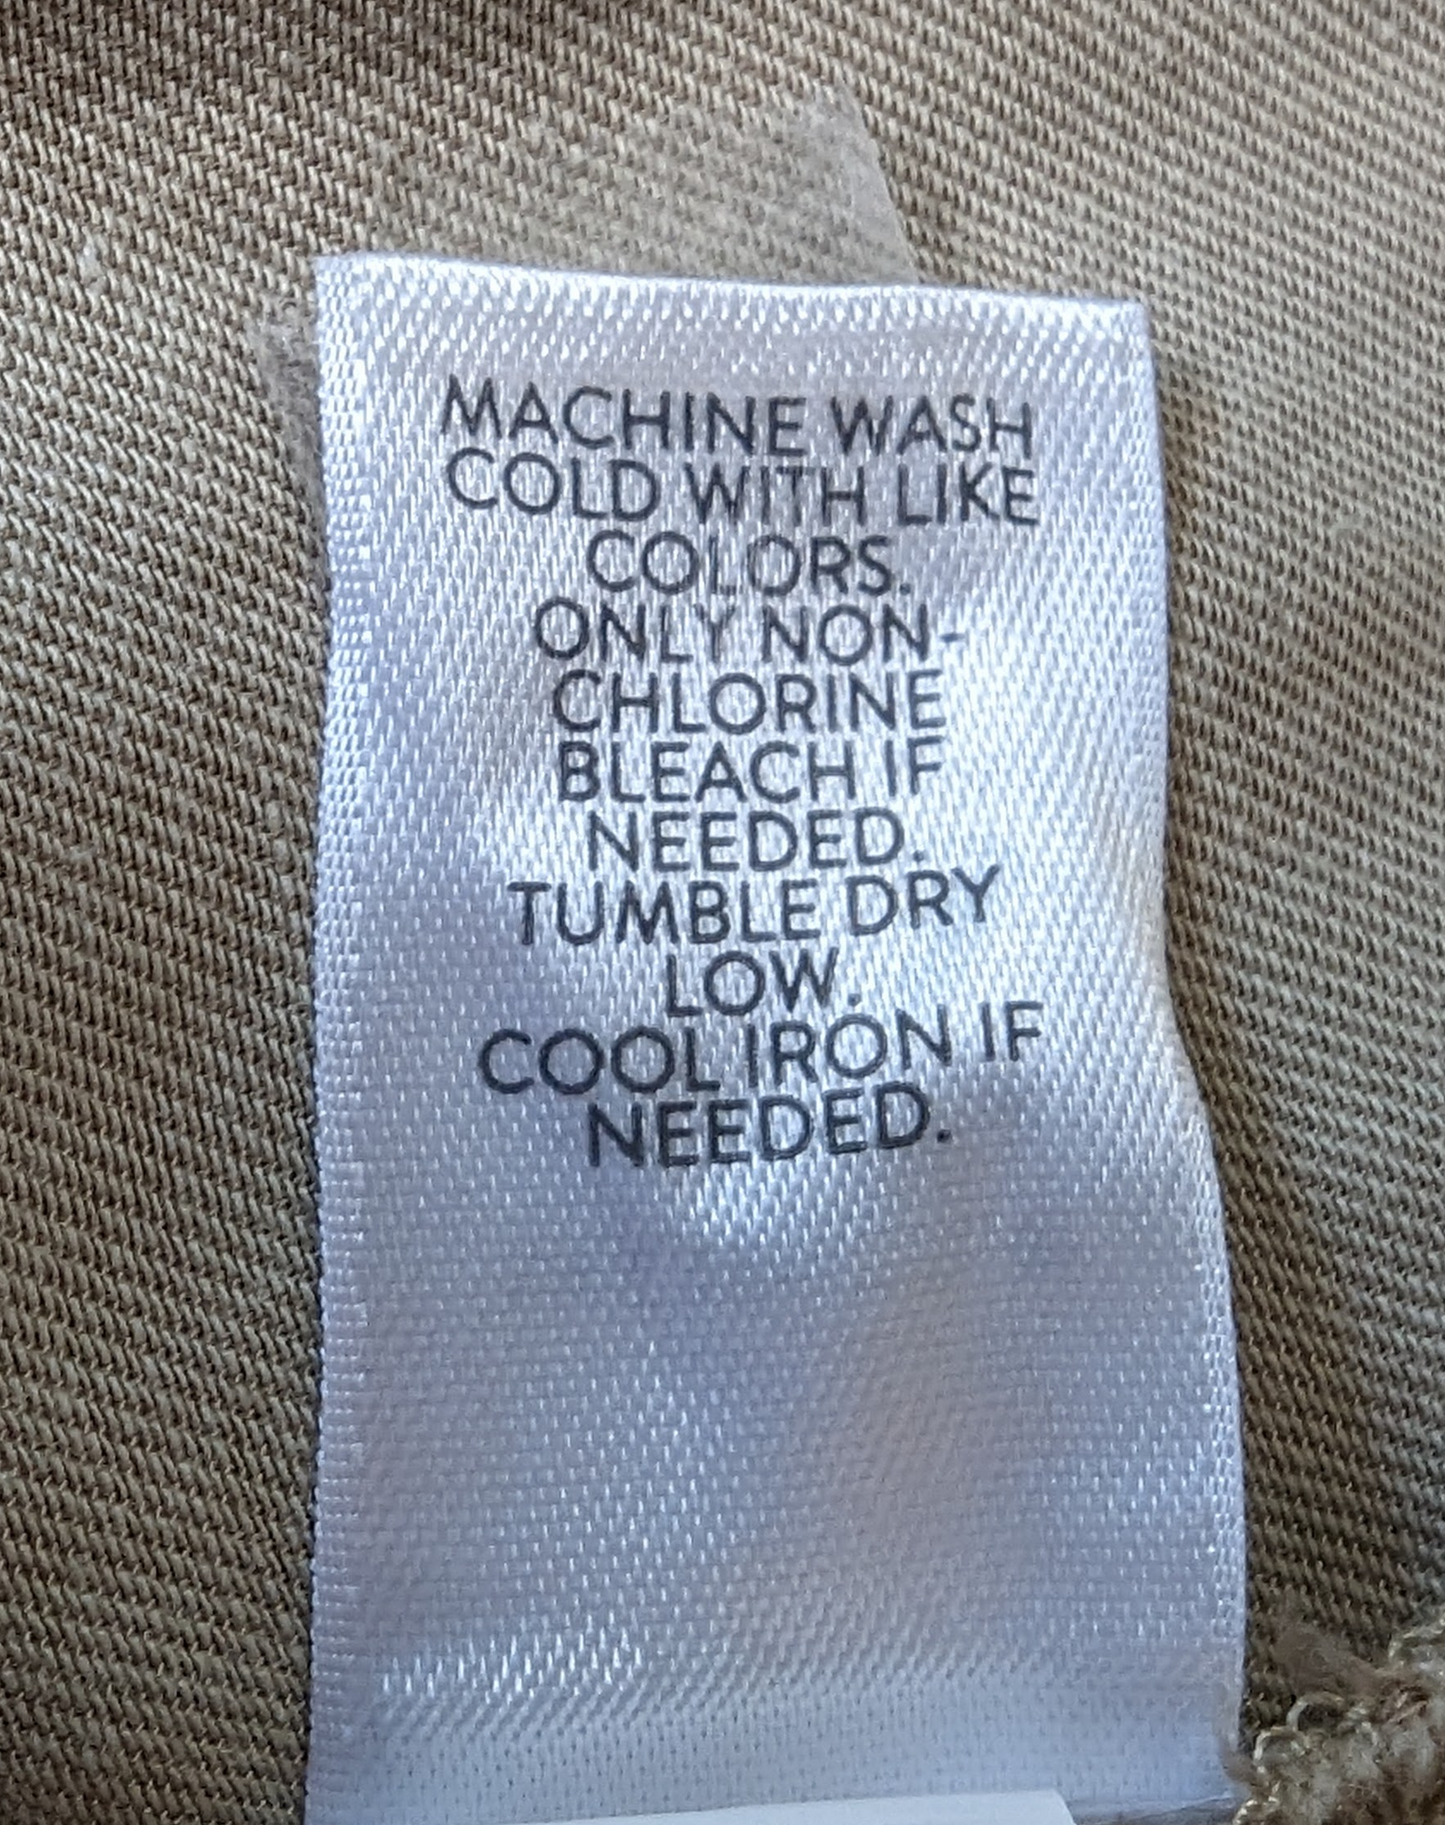 MACHINE WASH
COLD WITH LIKE
COLORS.
ONLY NON-
CHLORINE
BLEACH IF
NEEDED.
TUMBLE DRY
LOW.
COOL IRON IF
NEEDED.